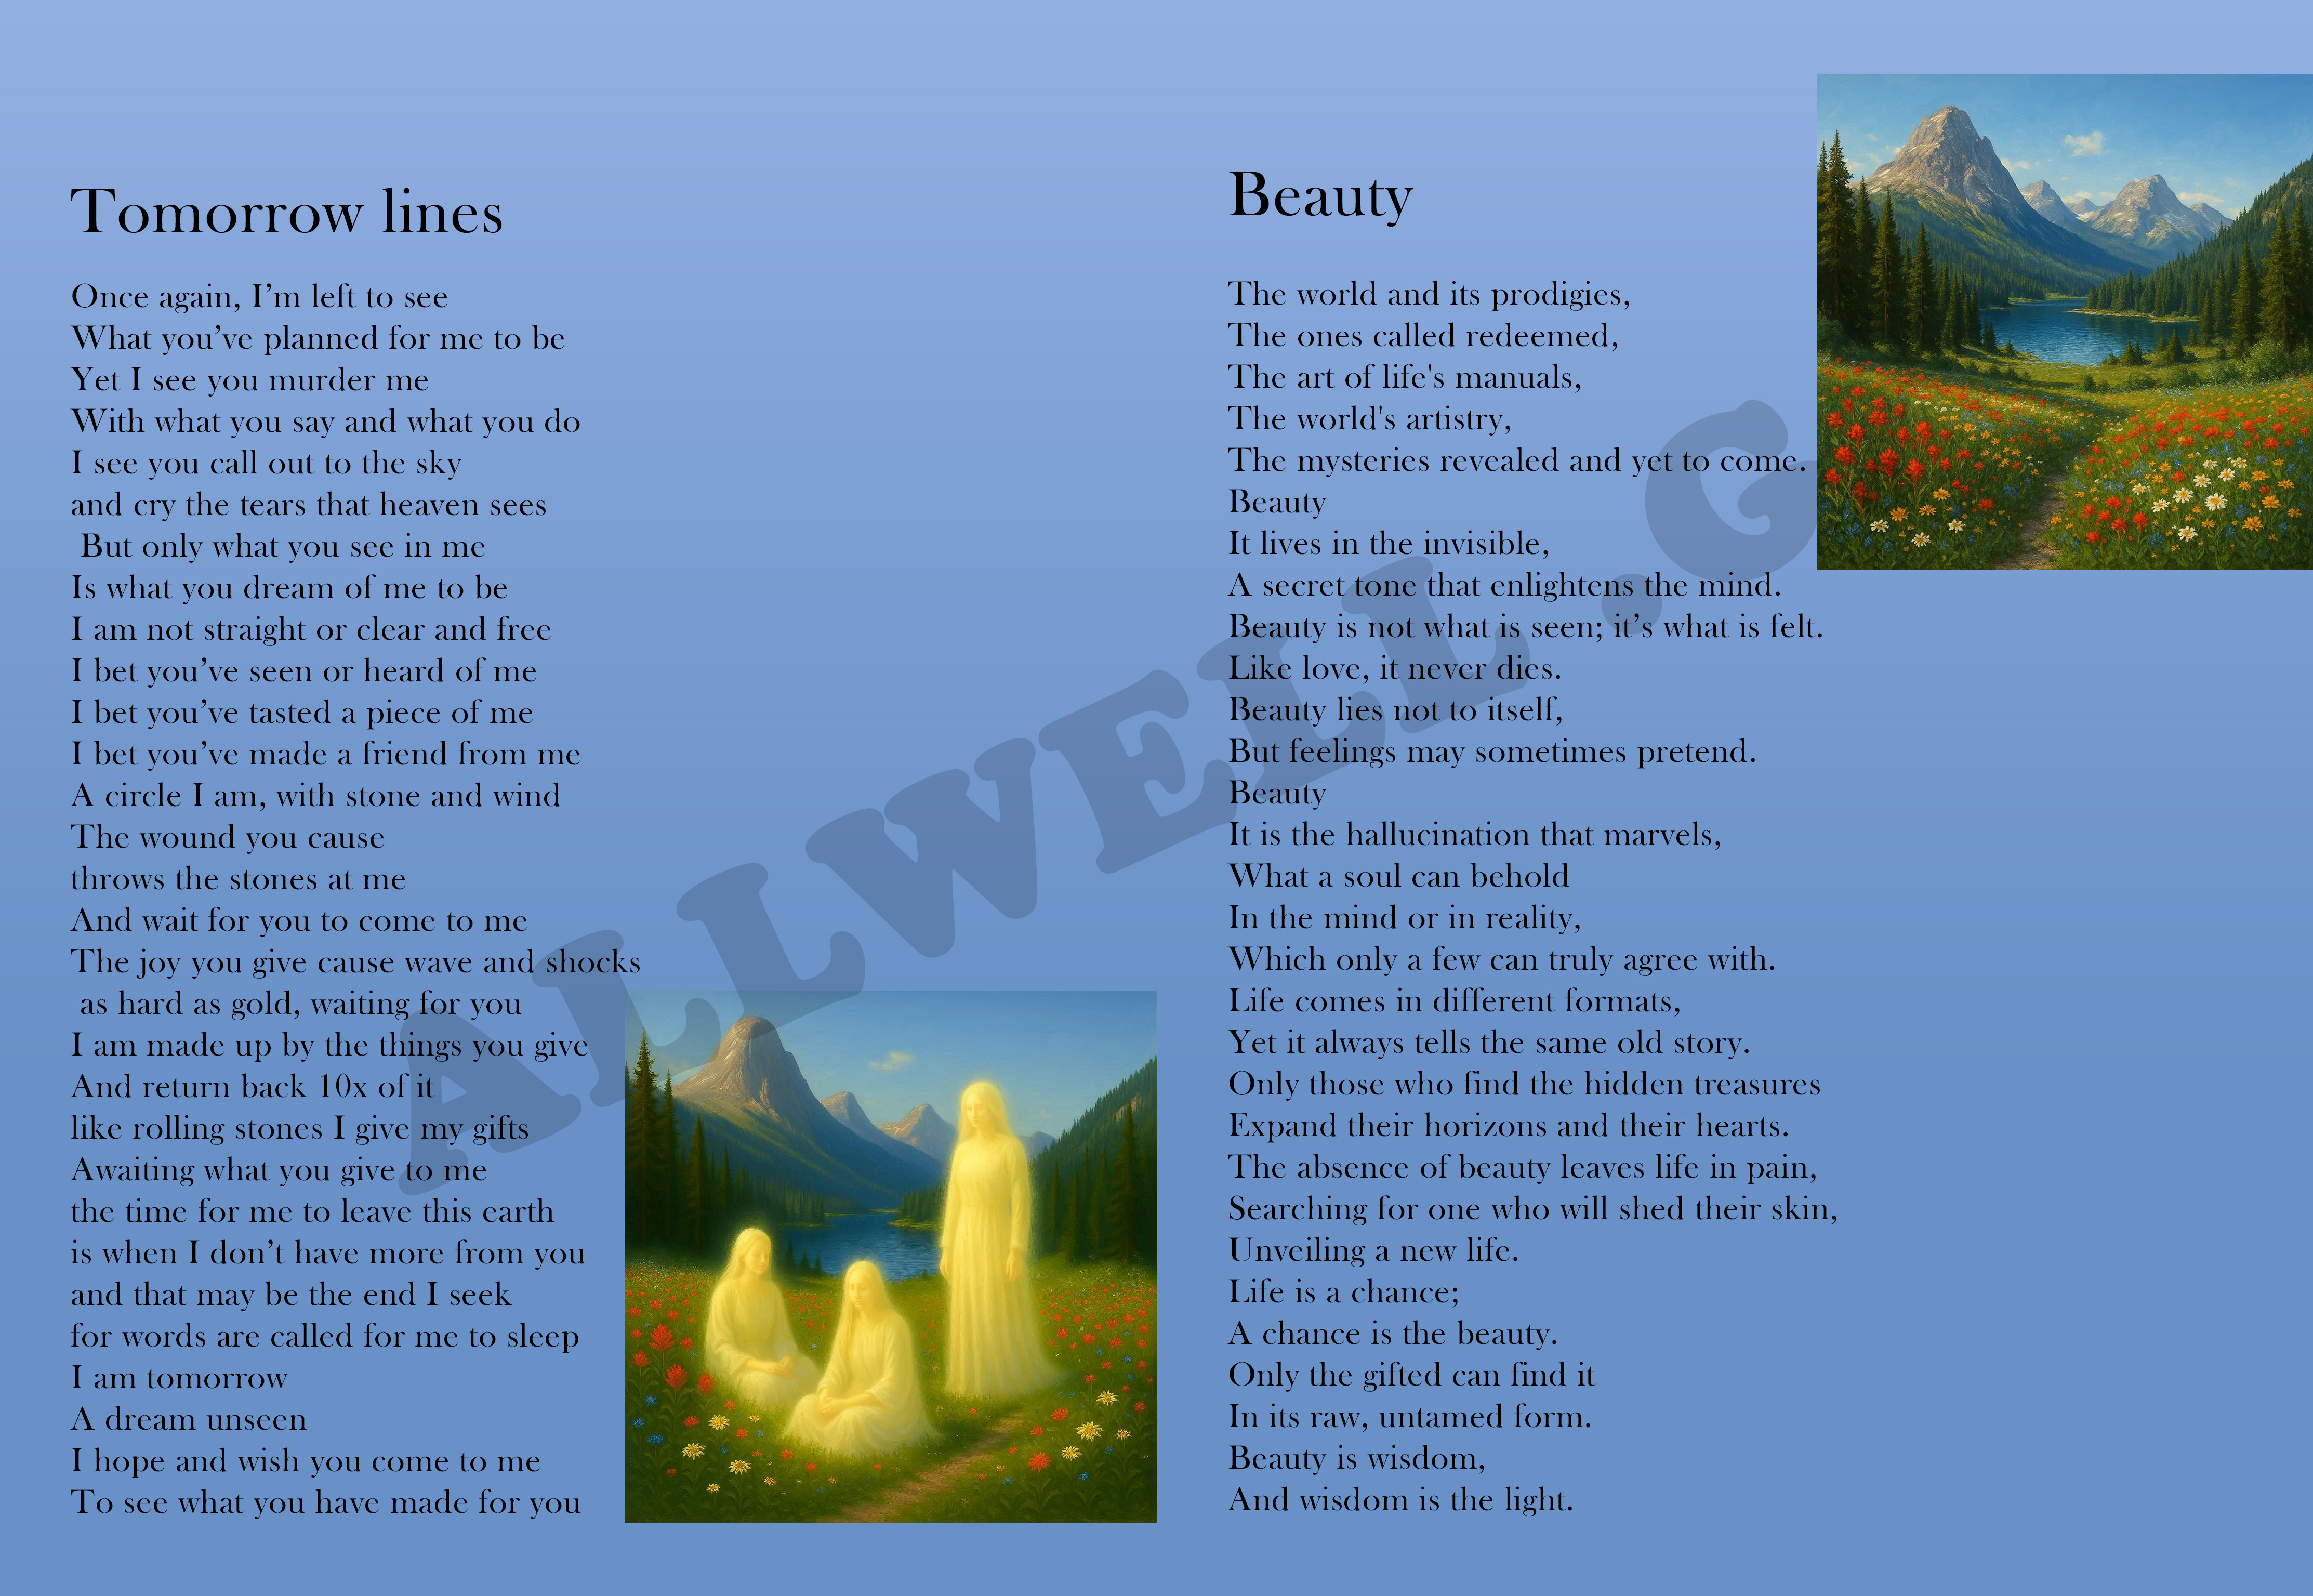 Tomorrow lines
Once again, I’m left to see
What you’ve planned for me to be
Yet I see you murder me
With what you say and what you do
I see you call out to the sky
and cry the tears that heaven sees
But only what you see in me
Is what you dream of me to be
I am not straight or clear and free
I bet you’ve seen or heard of me
I bet you’ve tasted a piece of me
I bet you’ve made a friend from me
A circle I am, with stone and wind
The wound you cause
throws the stones at me
And wait for you to come to me
The joy you give cause wave and shocks
as hard as gold, waiting for you
I am made up by the things you give
And return back 10x of it
like rolling stones I give my gifts
Awaiting what you give to me
the time for me to leave this earth
is when I don’t have more from you
and that may be the end I seek
for words are called for me to sleep
I am tomorrow
A dream unseen
I hope and wish you come to me
To see what you have made for you
Beauty
The world and its prodigies,
The ones called redeemed,
The art of life's manuals,
The world's artistry,
The mysteries revealed and yet to come.
Beauty
It lives in the invisible,
A secret tone that enlightens the mind.
Beauty is not what is seen; it’s what is felt.
Like love, it never dies.
Beauty lies not to itself,
But feelings may sometimes pretend.
Beauty
It is the hallucination that marvels,
What a soul can behold
In the mind or in reality,
Which only a few can truly agree with.
Life comes in different formats,
Yet it always tells the same old story.
Only those who find the hidden treasures
Expand their horizons and their hearts.
The absence of beauty leaves life in pain,
Searching for one who will shed their skin,
Unveiling a new life.
Life is a chance;
A chance is the beauty.
Only the gifted can find it
In its raw, untamed form.
Beauty is wisdom,
And wisdom is the light.
ALLWELL .G